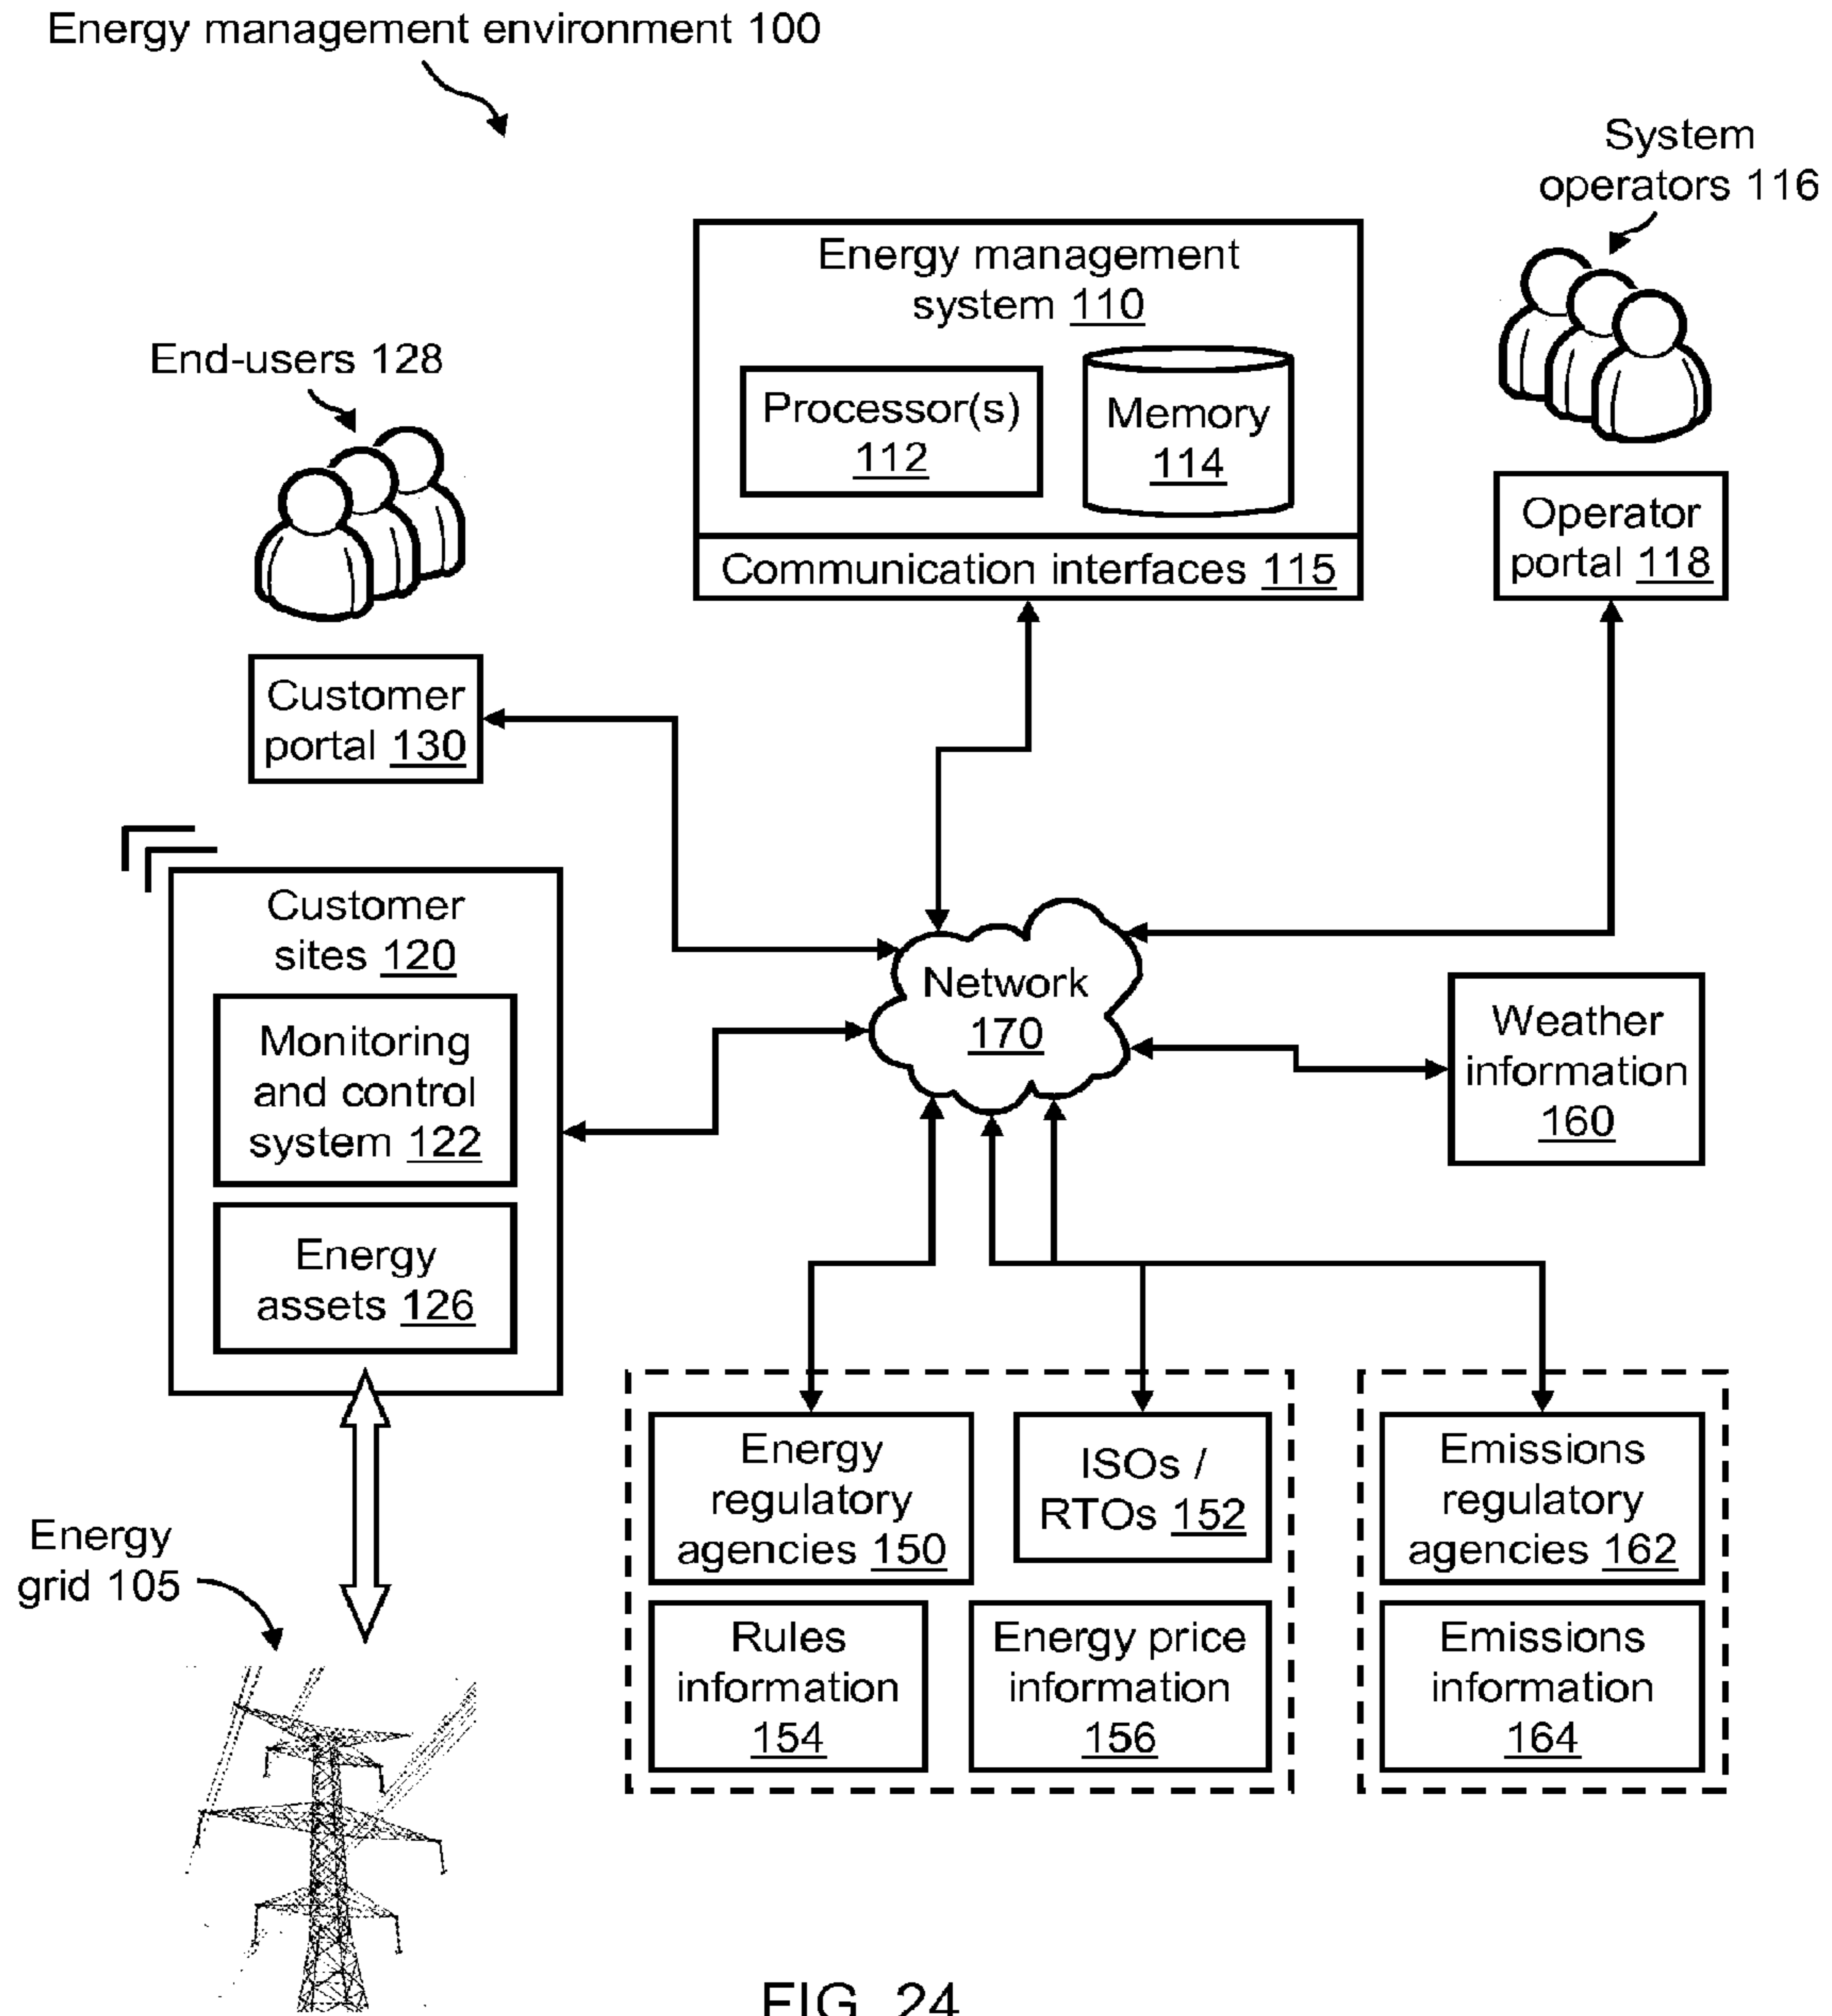 Energy management environment 100
System
operators 116
Energy management
system 110
Processor(s)
112
Memory
114
Communication interfaces 115
End-users 128
Operator
portal 118
Customer
portal 130
Customer
sites 120
Monitoring
and control
system 122
Energy
assets 126
Network
170
Weather
information
160
Energy
regulatory
agencies 150
ISOs /
RTOs 152
Emissions
regulatory
agencies 162
Energy
grid 105
Rules
information
154
Energy price
information
156
Emissions
information
164
FIG. 24